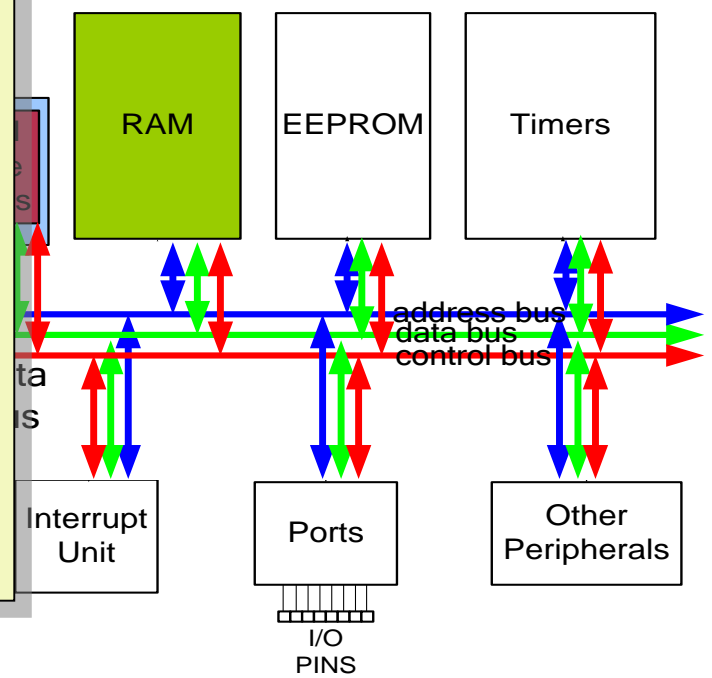 RAM
EEPROM
Timers
address bus
data bus
control bus
Interrupt
Unit
Ports
Other
Peripherals
I/O
PINS